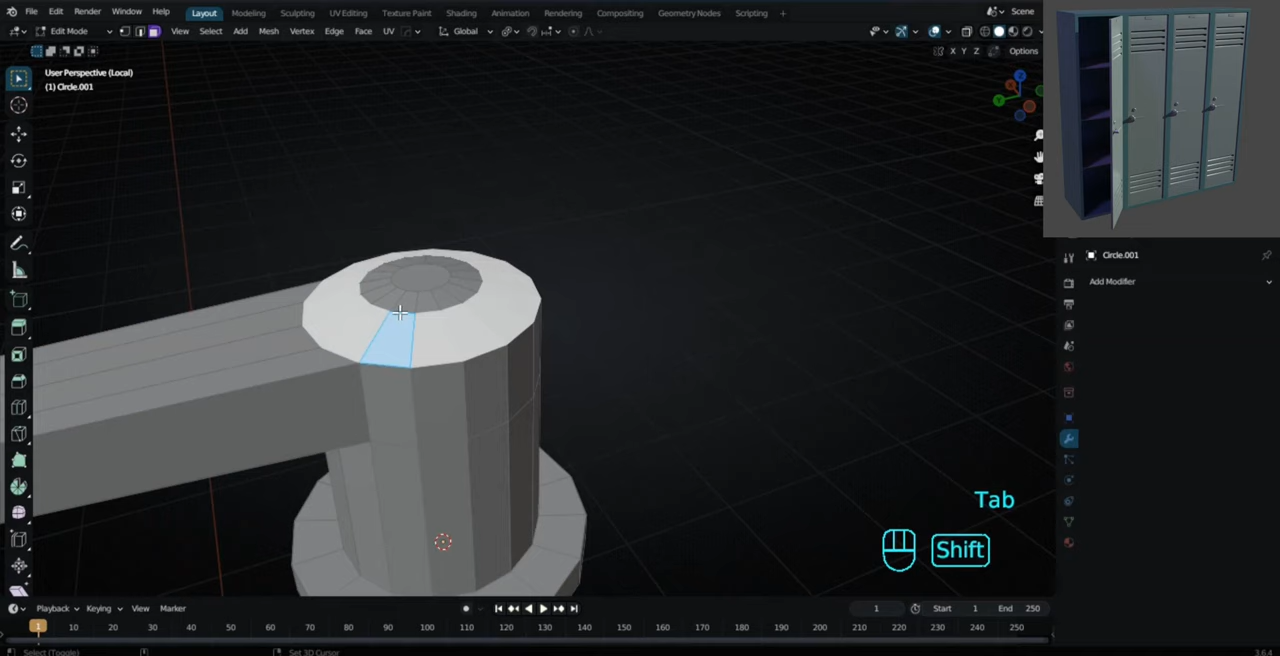 File Edit Render Window Help Layout Modeling Sculpting UV Editing Texture Paint Shading Animation Rendering Compositing Geometry Nodes Scripting + Scene
Edit Mode View Select Add Mesh Vertex Edge Face UV Global
X Y Z Options
User Perspective (Local)
(1) Circle.001
Z
Y
Circle.001
Add Modifier
Tab
Shift
Playback Keying View Marker 1 Start 1 End 250
1 10 20 30 40 50 60 70 80 90 100 110 120 130 140 150 160 170 180 190 200 210 220 230 240 250
Select (Toggle) Set 3D Cursor 3.6.4